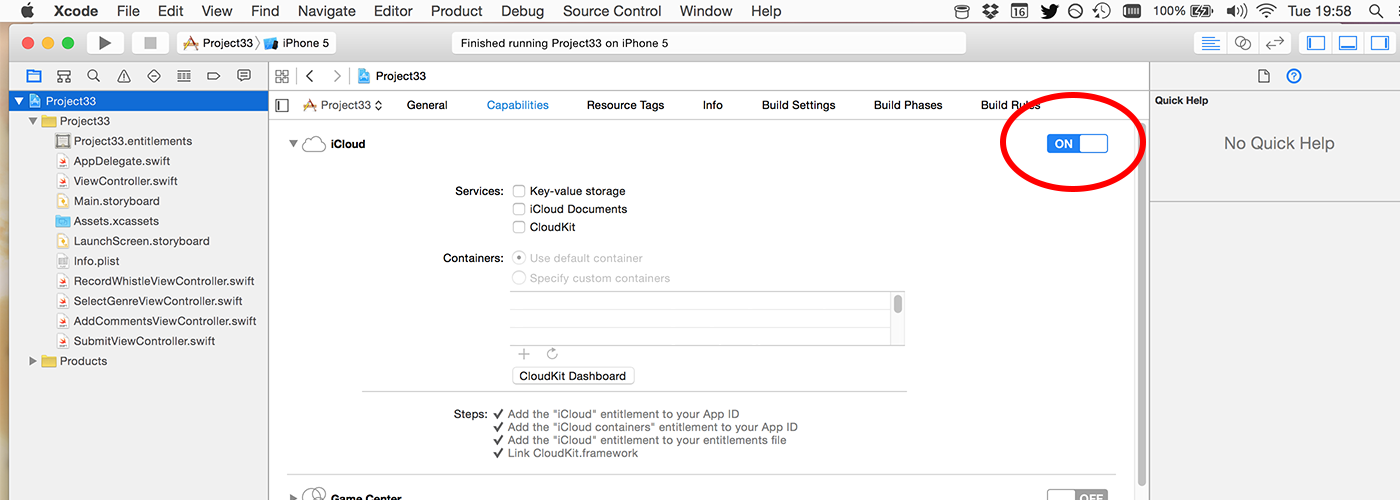 Xcode File Edit View Find Navigate Editor Product Debug Source Control Window Help 16 100% Tue 19:58
Project33 iPhone 5 Finished running Project33 on iPhone 5
Project33
Project33 General Capabilities Resource Tags Info Build Settings Build Phases Build Rules
Quick Help
No Quick Help
Project33
Project33
Project33.entitlements
AppDelegate.swift
ViewController.swift
Main.storyboard
Assets.xcassets
LaunchScreen.storyboard
Info.plist
RecordWhistleViewController.swift
SelectGenreViewController.swift
AddCommentsViewController.swift
SubmitViewController.swift
Products
iCloud ON
Services: Key-value storage
iCloud Documents
CloudKit
Containers: Use default container
Specify custom containers
CloudKit Dashboard
Steps: ✓ Add the "iCloud" entitlement to your App ID
✓ Add the "iCloud containers" entitlement to your App ID
✓ Add the "iCloud" entitlement to your entitlements file
✓ Link CloudKit.framework
Game Center OFF